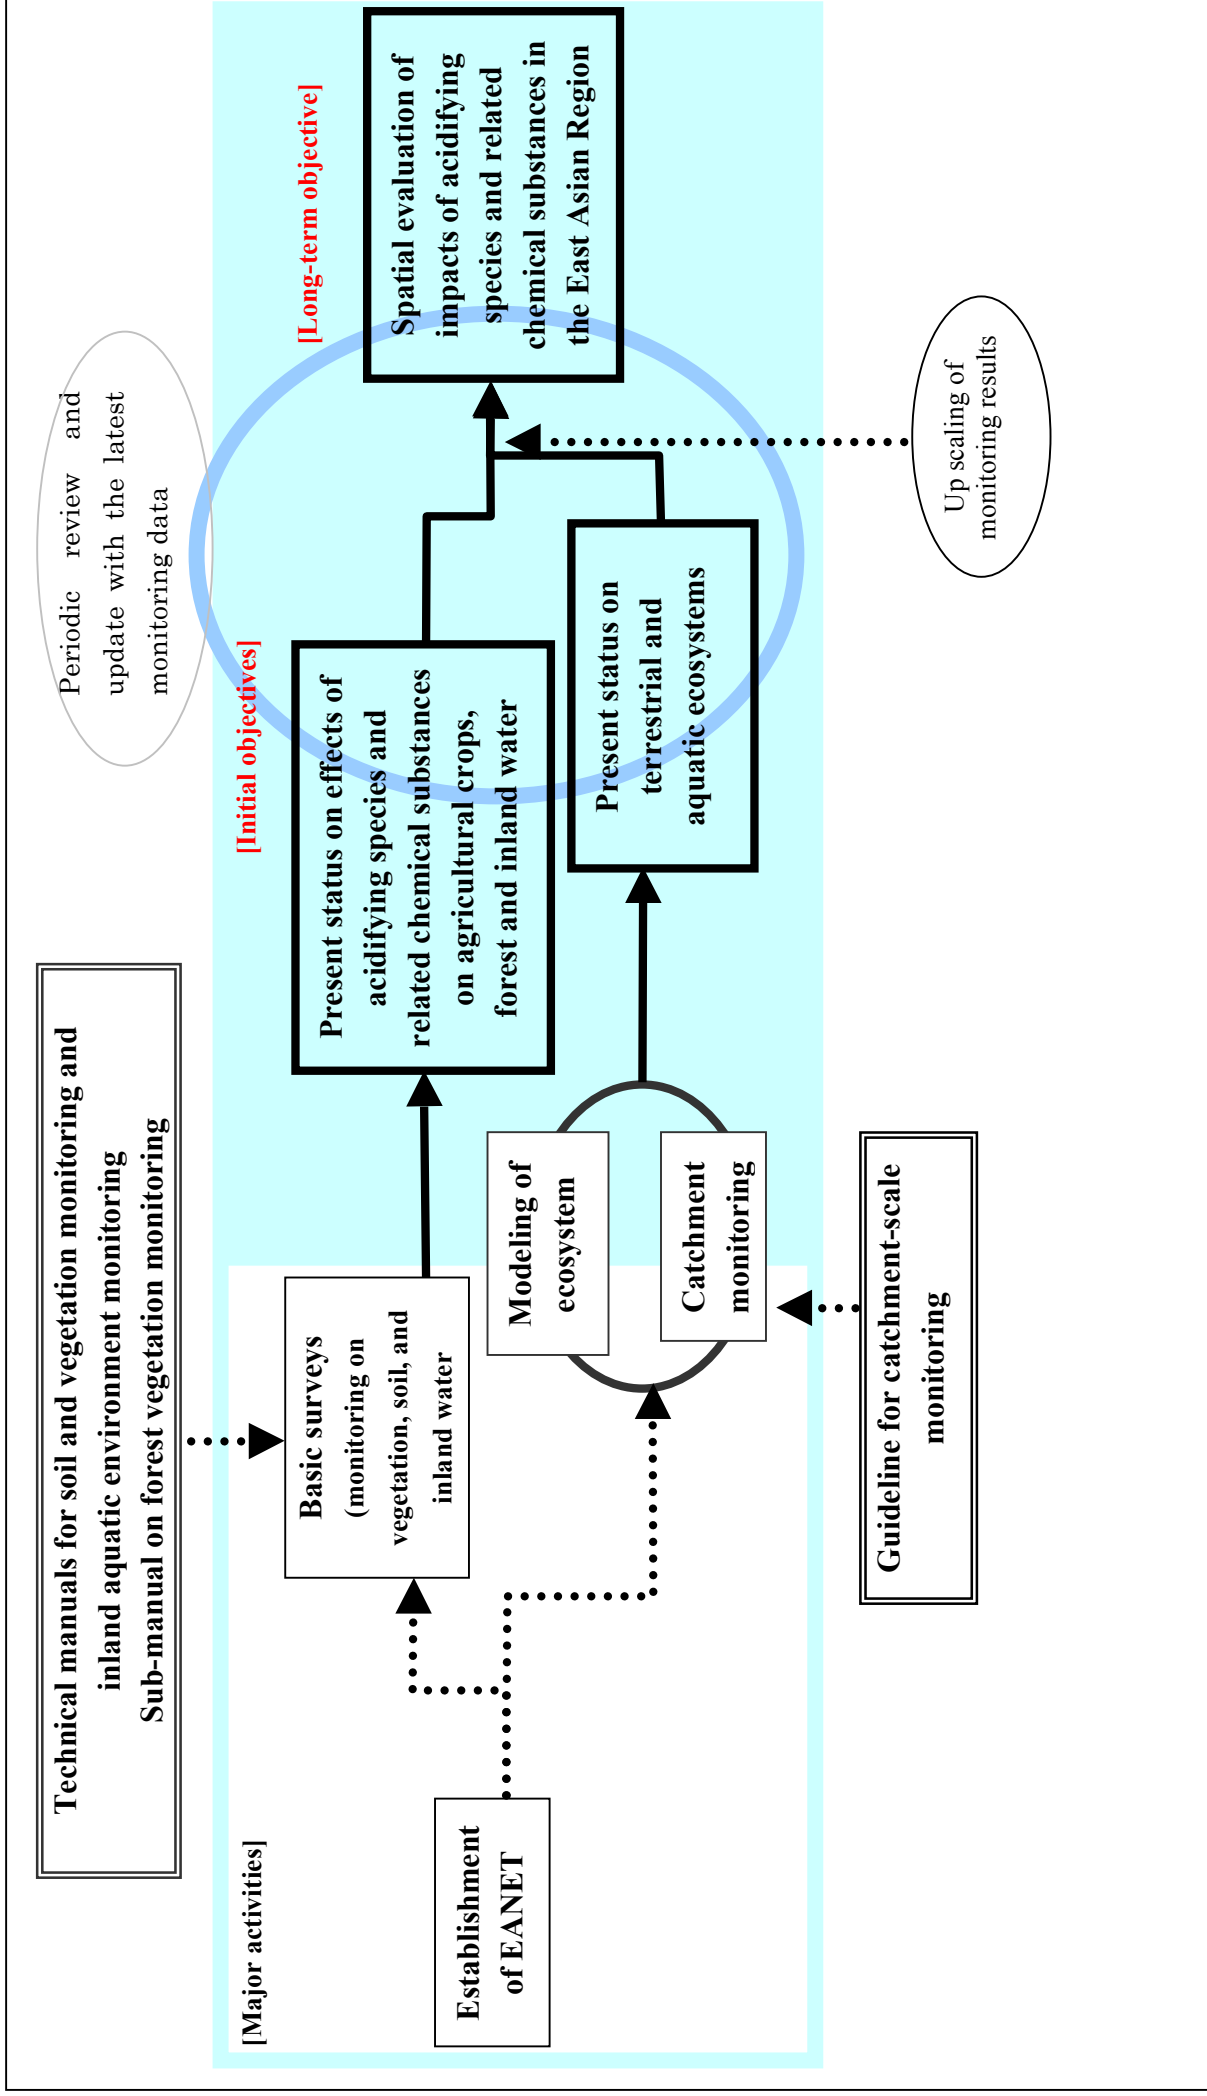 Technical manuals for soil and vegetation monitoring and
inland aquatic environment monitoring
Sub-manual on forest vegetation monitoring
Periodic review and
update with the latest
monitoring data
[Major activities]
[Initial objectives]
[Long-term objective]
Establishment
of EANET
Basic surveys
(monitoring on
vegetation, soil, and
inland water
Modeling of
ecosystem
Catchment
monitoring
Present status on effects of
acidifying species and
related chemical substances
on agricultural crops,
forest and inland water
Present status on
terrestrial and
aquatic ecosystems
Spatial evaluation of
impacts of acidifying
species and related
chemical substances in
the East Asian Region
Guideline for catchment-scale
monitoring
Up scaling of
monitoring results